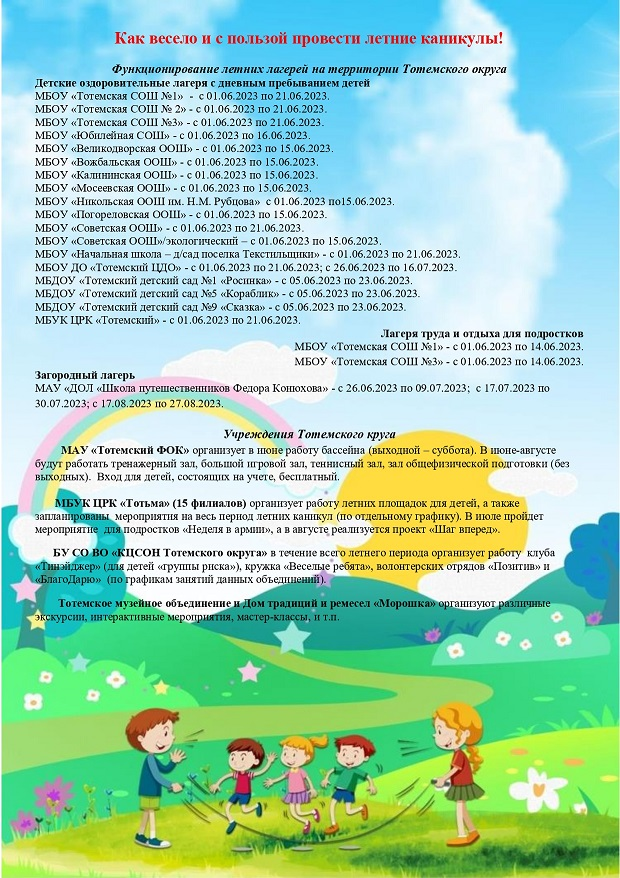 Как весело и с пользой провести летние каникулы!
Функционирование летних лагерей на территории Тотемского округа
Детские оздоровительные лагеря с дневным пребыванием детей
МБОУ «Тотемская СОШ №1» - с 01.06.2023 по 21.06.2023.
МБОУ «Тотемская СОШ № 2» - с 01.06.2023 по 21.06.2023.
МБОУ «Тотемская СОШ №3» - с 01.06.2023 по 21.06.2023.
МБОУ «Юбилейная СОШ» - с 01.06.2023 по 16.06.2023.
МБОУ «Великодворская ООШ» - с 01.06.2023 по 15.06.2023.
МБОУ «Вожбальская ООШ» - с 01.06.2023 по 15.06.2023.
МБОУ «Калининская ООШ» - с 01.06.2023 по 15.06.2023.
МБОУ «Мосеевская ООШ» - с 01.06.2023 по 15.06.2023.
МБОУ «Никольская ООШ им. Н.М. Рубцова» с 01.06.2023 по15.06.2023.
МБОУ «Погореловская ООШ» - с 01.06.2023 по 15.06.2023.
МБОУ «Советская ООШ» - с 01.06.2023 по 21.06.2023.
МБОУ «Советская ООШ»/экологический – с 01.06.2023 по 15.06.2023.
МБОУ «Начальная школа – д/сад поселка Текстильщики» - с 01.06.2023 по 21.06.2023.
МБОУ ДО «Тотемский ЦДО» - с 01.06.2023 по 21.06.2023; с 26.06.2023 по 16.07.2023.
МБДОУ «Тотемский детский сад №1 «Росинка» - с 05.06.2023 по 23.06.2023.
МБДОУ «Тотемский детский сад №5 «Кораблик» - с 05.06.2023 по 23.06.2023.
МБДОУ «Тотемский детский сад №9 «Сказка» - с 05.06.2023 по 23.06.2023.
МБУК ЦРК «Тотемский» - с 01.06.2023 по 21.06.2023.
Лагеря труда и отдыха для подростков
МБОУ «Тотемская СОШ №1» - с 01.06.2023 по 14.06.2023.
МБОУ «Тотемская СОШ №3» - с 01.06.2023 по 14.06.2023.
Загородный лагерь
МАУ «ДОЛ «Школа путешественников Федора Конюхова» - с 26.06.2023 по 09.07.2023; с 17.07.2023 по
30.07.2023; с 17.08.2023 по 27.08.2023.
Учреждения Тотемского круга
МАУ «Тотемский ФОК» организует в июне работу бассейна (выходной – суббота). В июне-августе
будут работать тренажерный зал, большой игровой зал, теннисный зал, зал общефизической подготовки (без
выходных). Вход для детей, состоящих на учете, бесплатный.
МБУК ЦРК «Тотьма» (15 филиалов) организует работу летних площадок для детей, а также
запланированы мероприятия на весь период летних каникул (по отдельному графику). В июле пройдет
мероприятие для подростков «Неделя в армии», а в августе реализуется проект «Шаг вперед».
БУ СО ВО «КЦСОН Тотемского округа» в течение всего летнего периода организует работу клуба
«Тинэйджер» (для детей «группы риска»), кружка «Веселые ребята», волонтерских отрядов «Позитив» и
«БлагоДарю» (по графикам занятий данных объединений).
Тотемское музейное объединение и Дом традиций и ремесел «Морошка» организуют различные
экскурсии, интерактивные мероприятия, мастер-классы, и т.п.